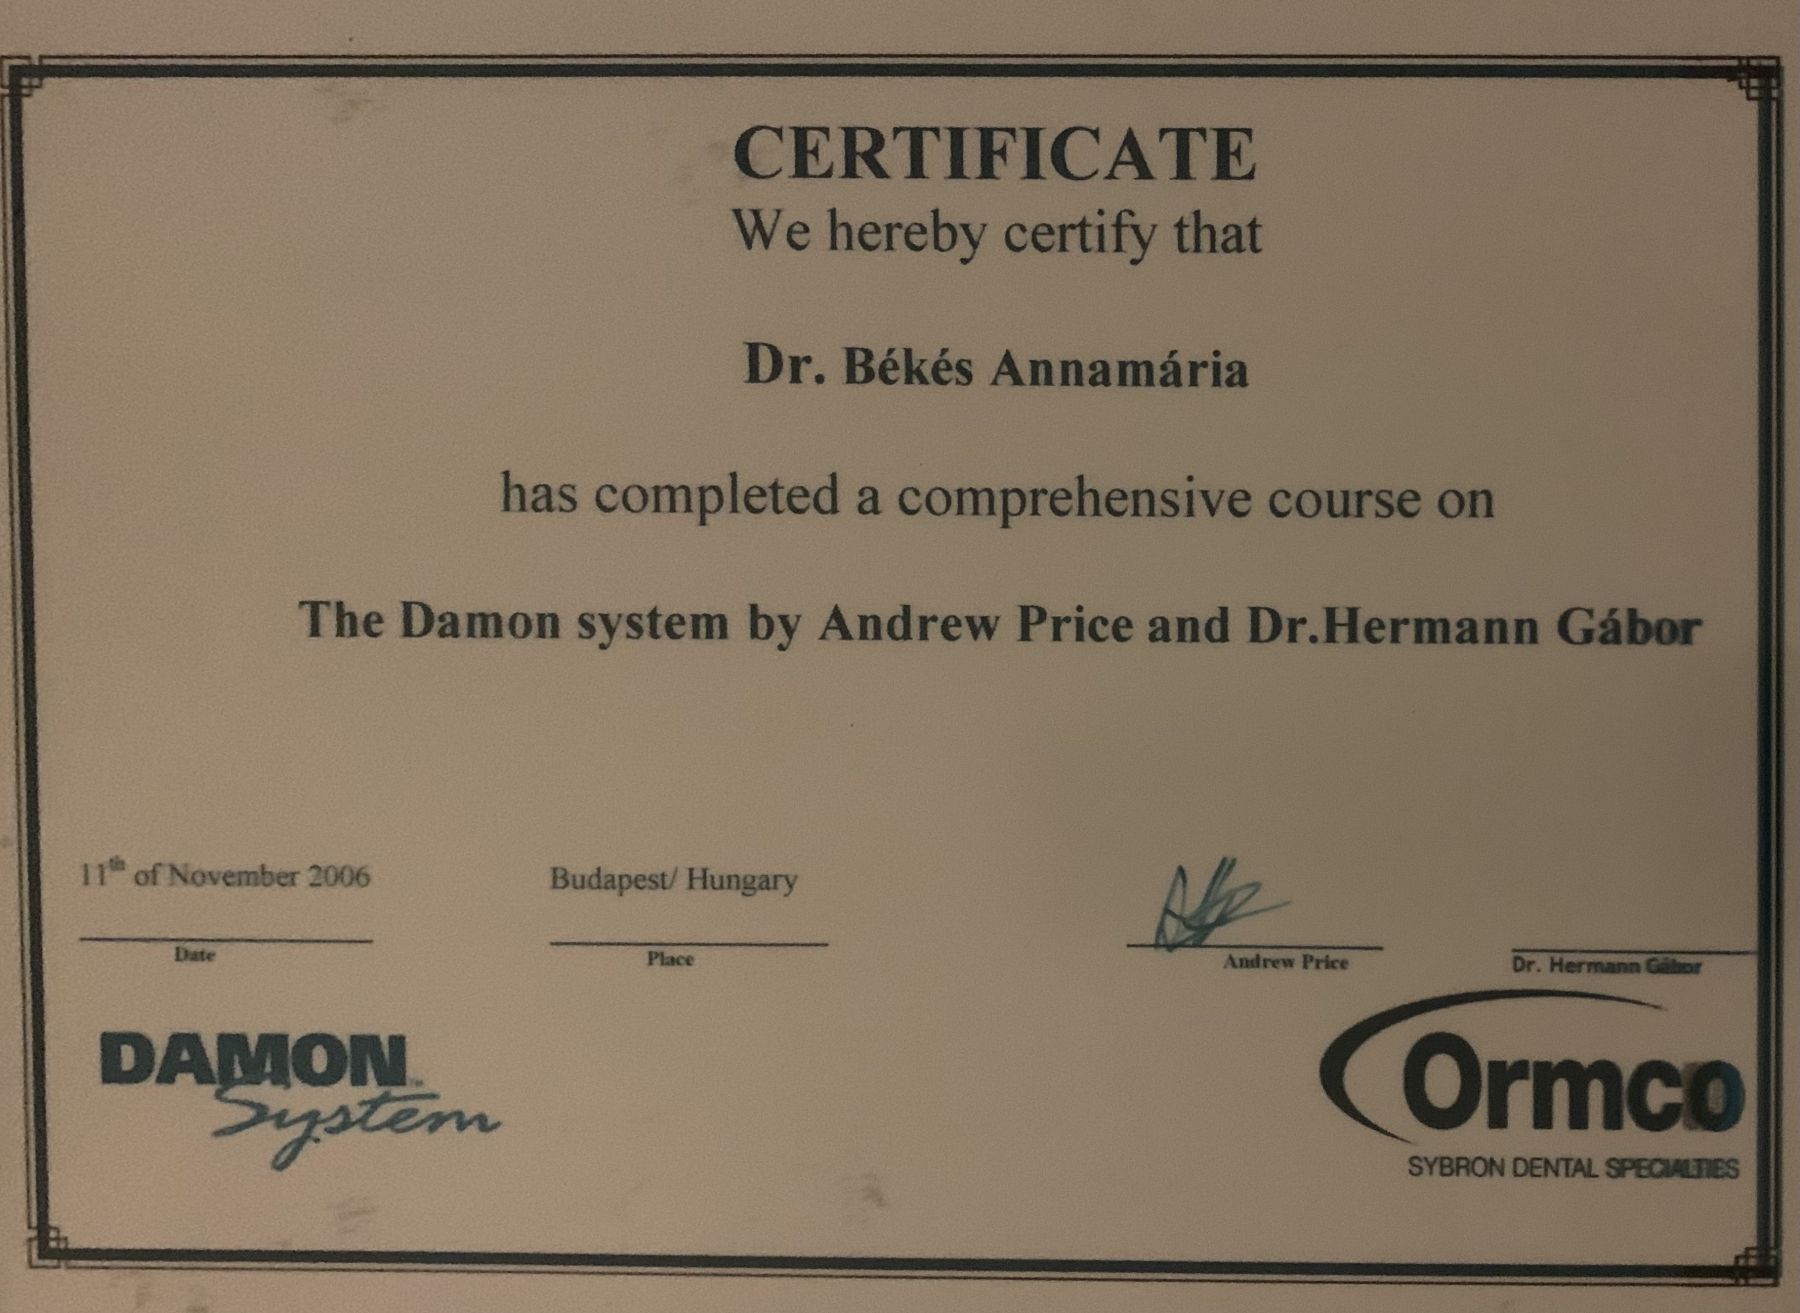 CERTIFICATE
We hereby certify that
Dr. Békés Annamária
has completed a comprehensive course on
The Damon system by Andrew Price and Dr.Hermann Gábor
11th of November 2006
Budapest/ Hungary
Date
Place
Andrew Price
Dr. Hermann Gábor
DAMON
System
Ormco
SYBRON DENTAL SPECIALTIES